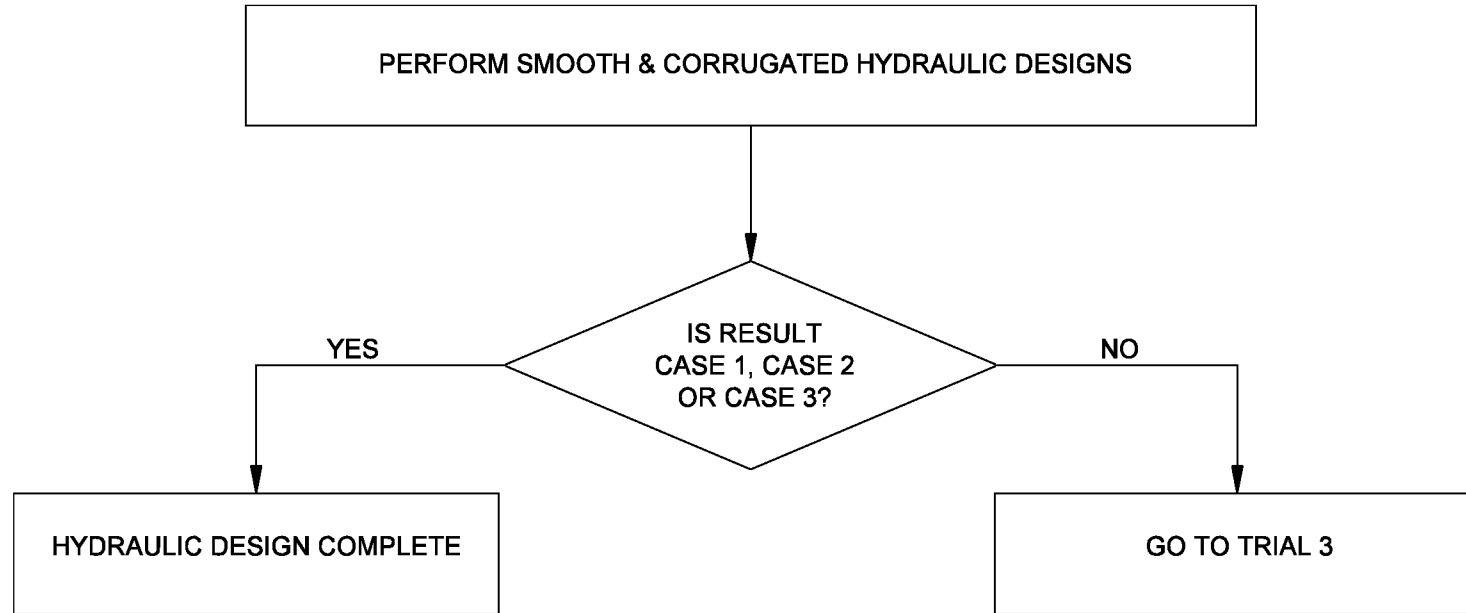 PERFORM SMOOTH & CORRUGATED HYDRAULIC DESIGNS
IS RESULT
CASE 1, CASE 2
OR CASE 3?
YES
NO
HYDRAULIC DESIGN COMPLETE
GO TO TRIAL 3